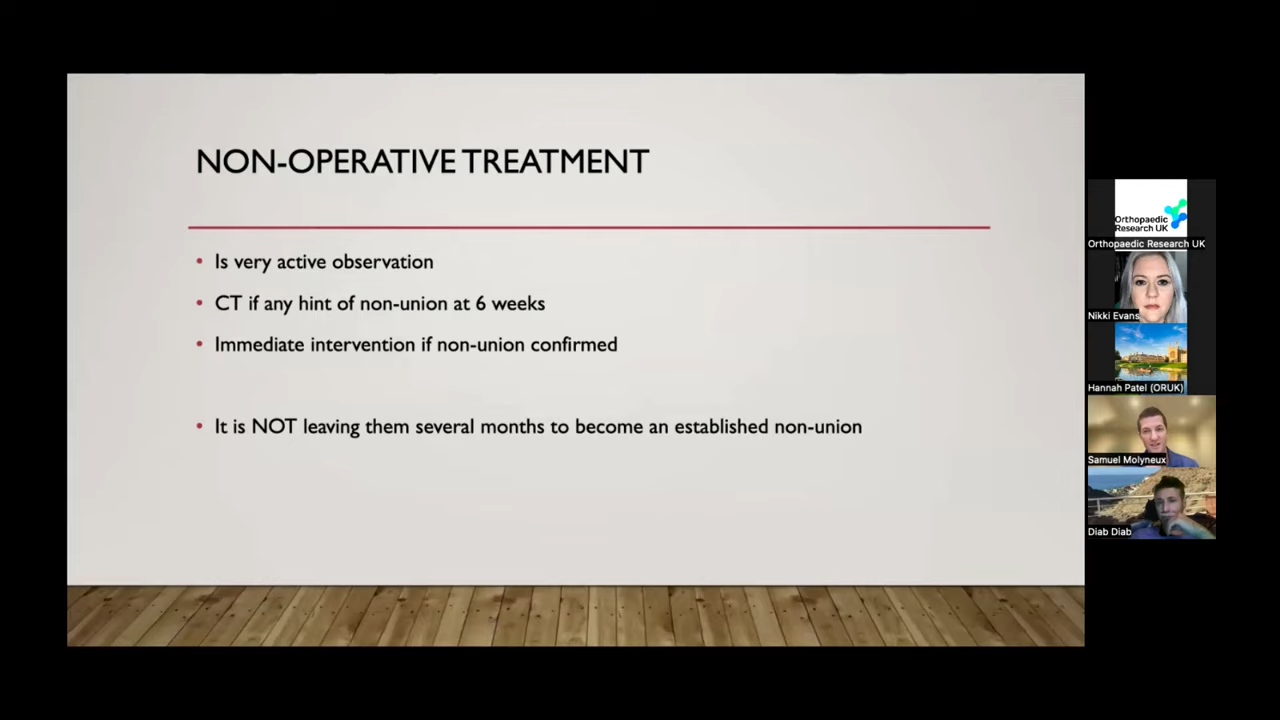 NON-OPERATIVE TREATMENT
• Is very active observation
• CT if any hint of non-union at 6 weeks
• Immediate intervention if non-union confirmed
• It is NOT leaving them several months to become an established non-union
Orthopaedic
Research UK
Orthopaedic Research UK
Nikki Evans
Hannah Patel (ORUK)
Samuel Molyneux
Diab Diab